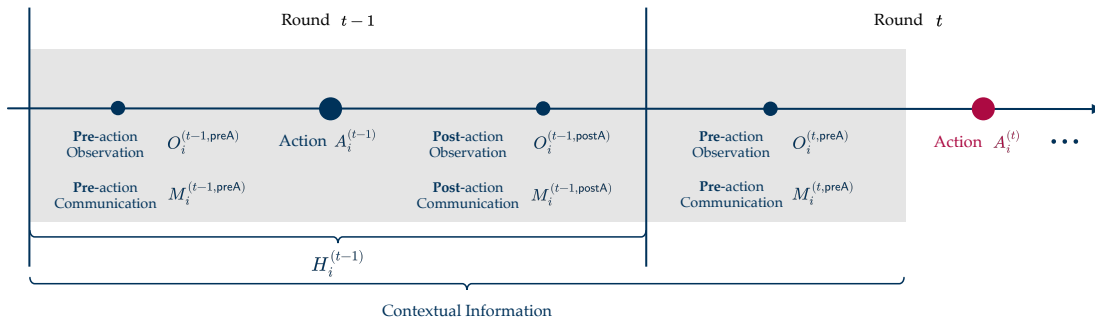 Round t − 1
Round t
Pre-action Observation O_i^{(t−1,preA)}
Action A_i^{(t−1)}
Post-action Observation O_i^{(t−1,postA)}
Pre-action Observation O_i^{(t,preA)}
Action A_i^{(t)} •••
Pre-action Communication M_i^{(t−1,preA)}
Post-action Communication M_i^{(t−1,postA)}
Pre-action Communication M_i^{(t,preA)}
H_i^{(t−1)}
Contextual Information